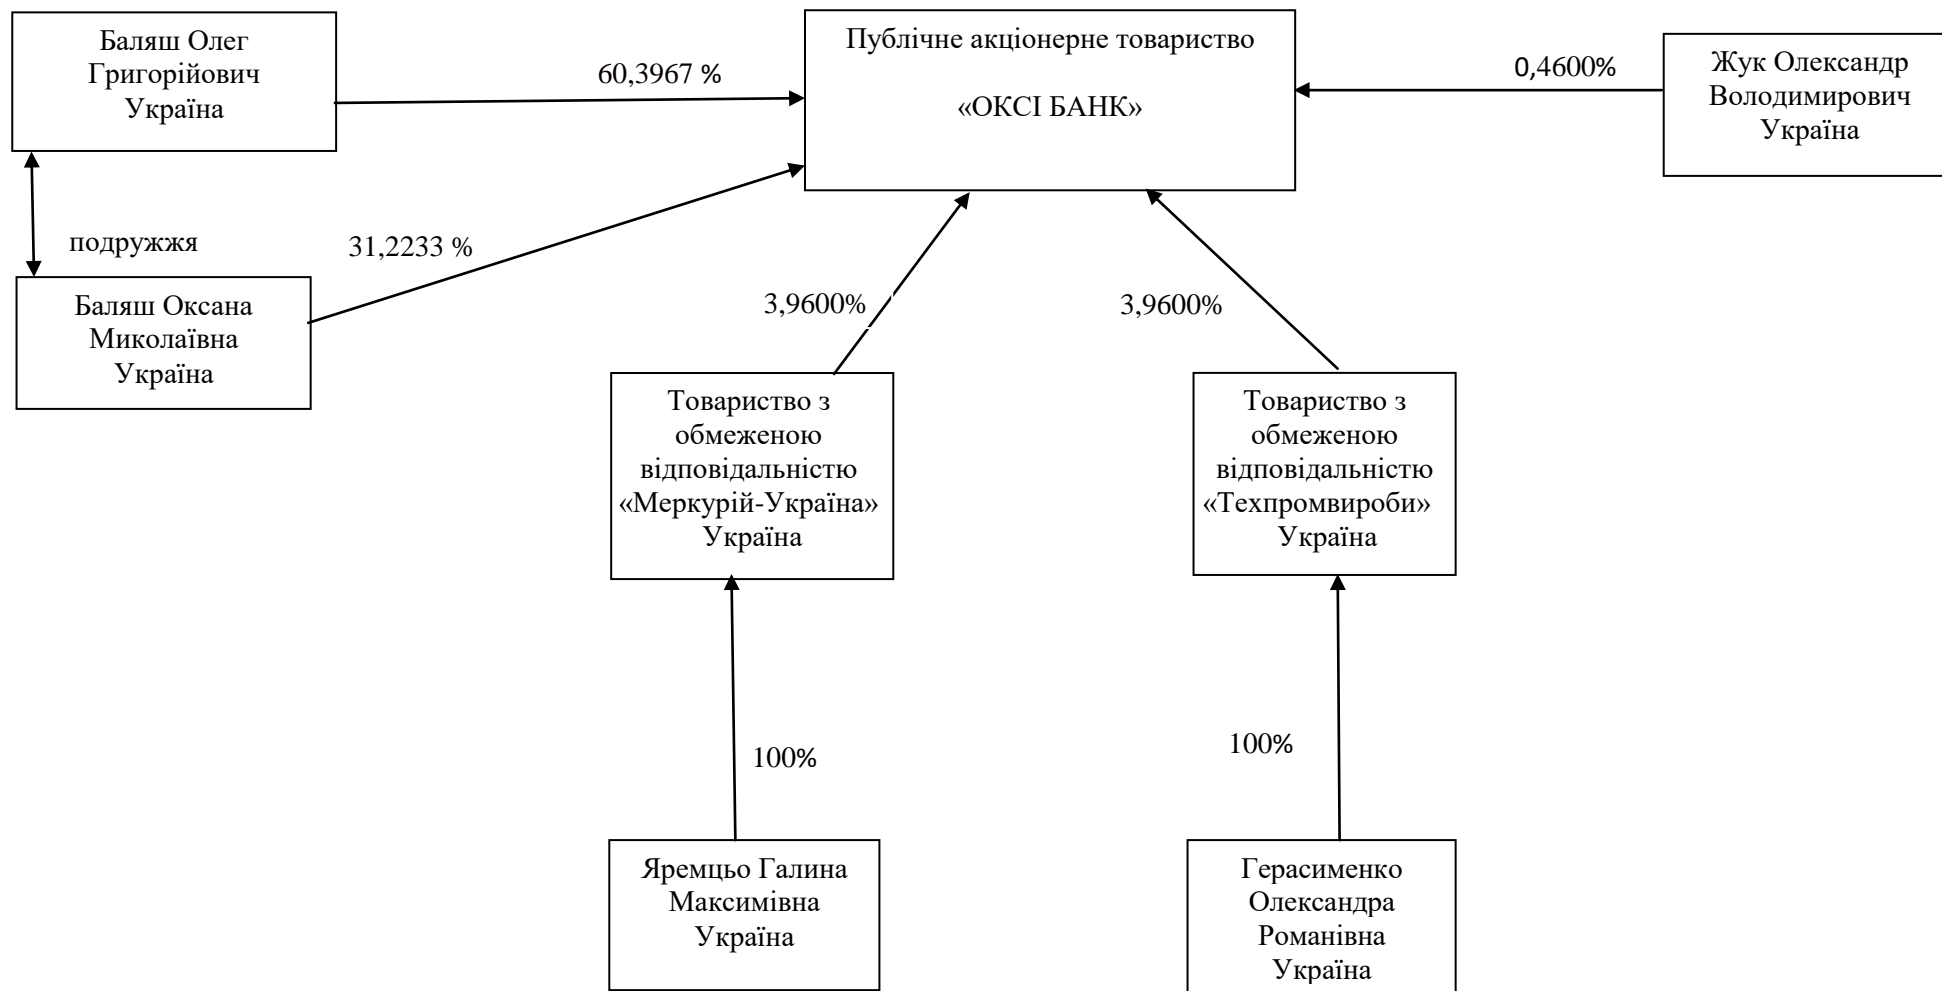 Баляш Олег
Григорійович
Україна
60,3967 %
Публічне акціонерне товариство
«ОКСІ БАНК»
0,4600%
Жук Олександр
Володимирович
Україна
подружжя
31,2233 %
Баляш Оксана
Миколаївна
Україна
3,9600%
3,9600%
Товариство з
обмеженою
відповідальністю
«Меркурій-Україна»
Україна
Товариство з
обмеженою
відповідальністю
«Техпромвироби»
Україна
100%
100%
Яремцьо Галина
Максимівна
Україна
Герасименко
Олександра
Романівна
Україна